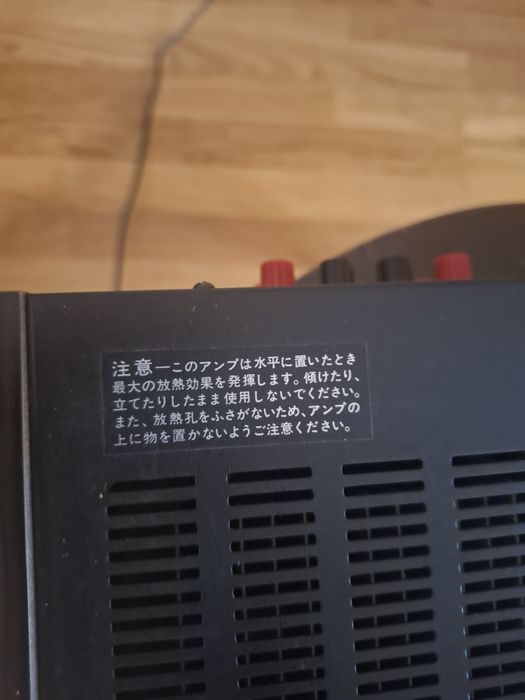 注意—このアンプは水平に置いたとき
最大の放熱効果を発揮します。傾けたり、
立てたりしたまま使用しないでください。
また、放熱孔をふさがないため、アンプの
上に物を置かないようご注意ください。